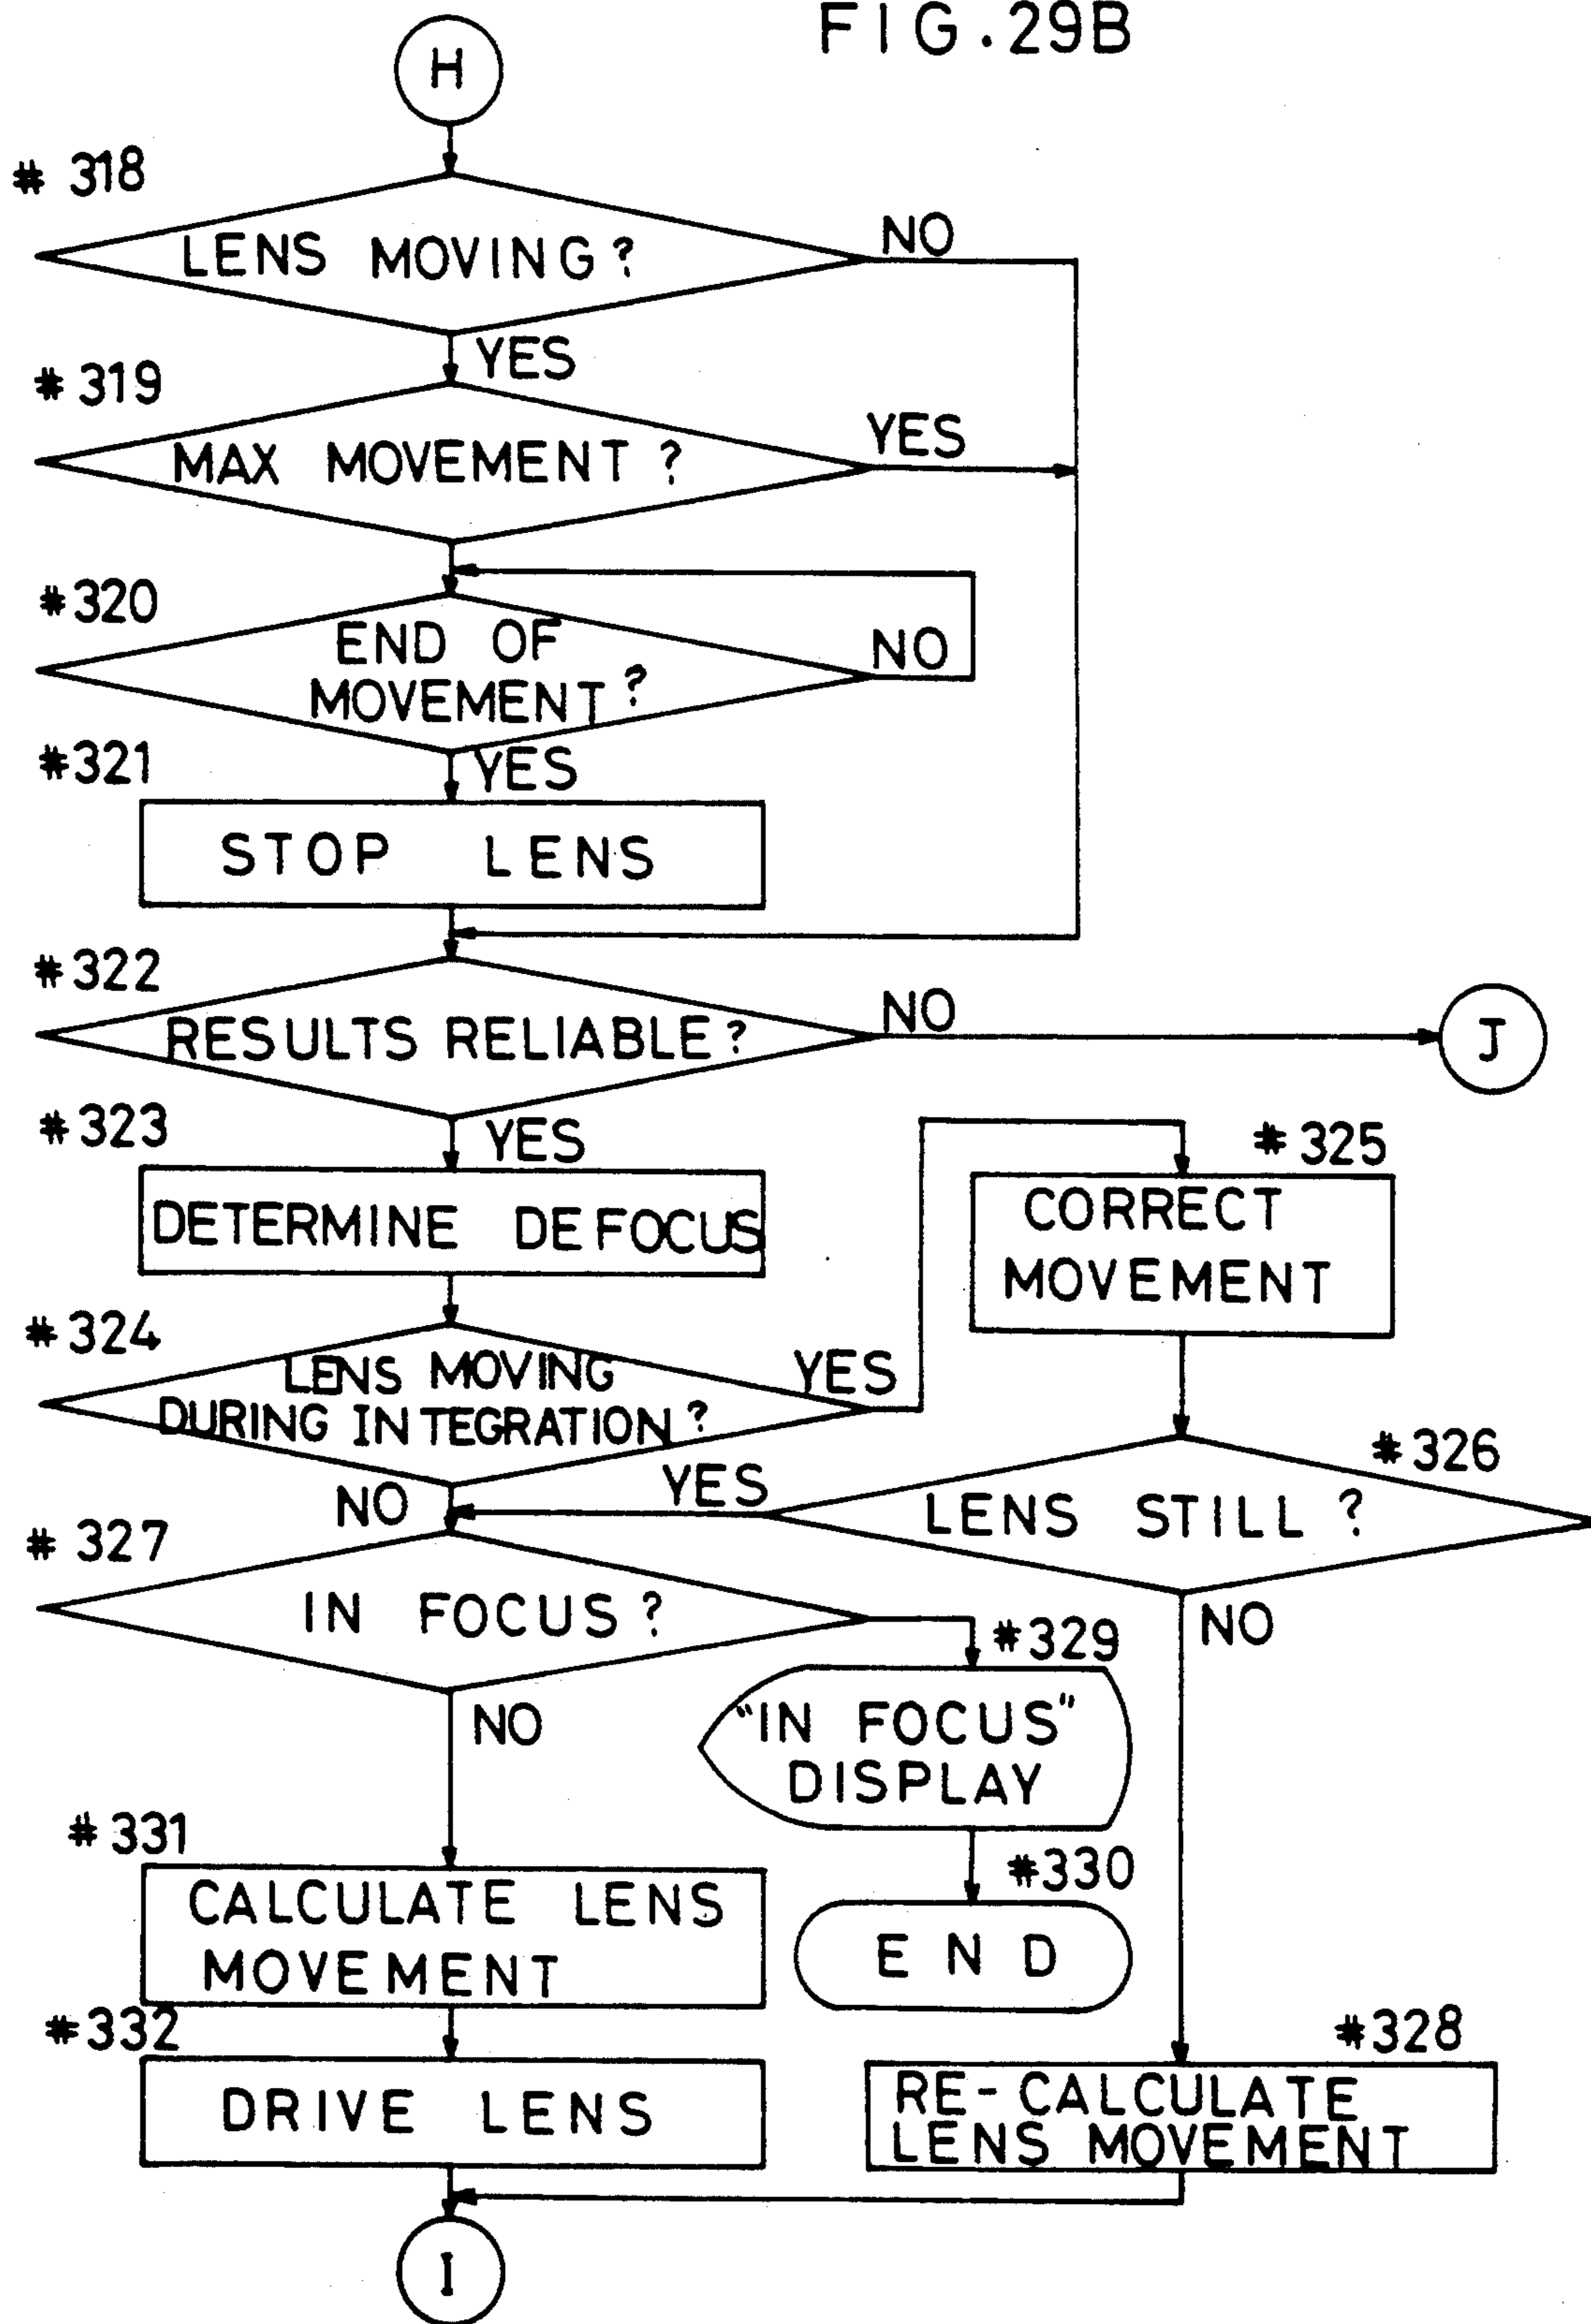 FIG.29B
H
# 318
LENS MOVING?
NO
YES
# 319
MAX MOVEMENT ?
YES
#320
END OF
MOVEMENT?
NO
#321
YES
STOP LENS
#322
RESULTS RELIABLE?
NO
J
#323
YES
DETERMINE DEFOCUS
#325
CORRECT
MOVEMENT
#324
LENS MOVING
DURING INTEGRATION?
YES
NO
YES
#326
LENS STILL ?
# 327
IN FOCUS?
NO
#329
"IN FOCUS"
DISPLAY
NO
#330
END
#331
CALCULATE LENS
MOVEMENT
#332
DRIVE LENS
#328
RE-CALCULATE
LENS MOVEMENT
I